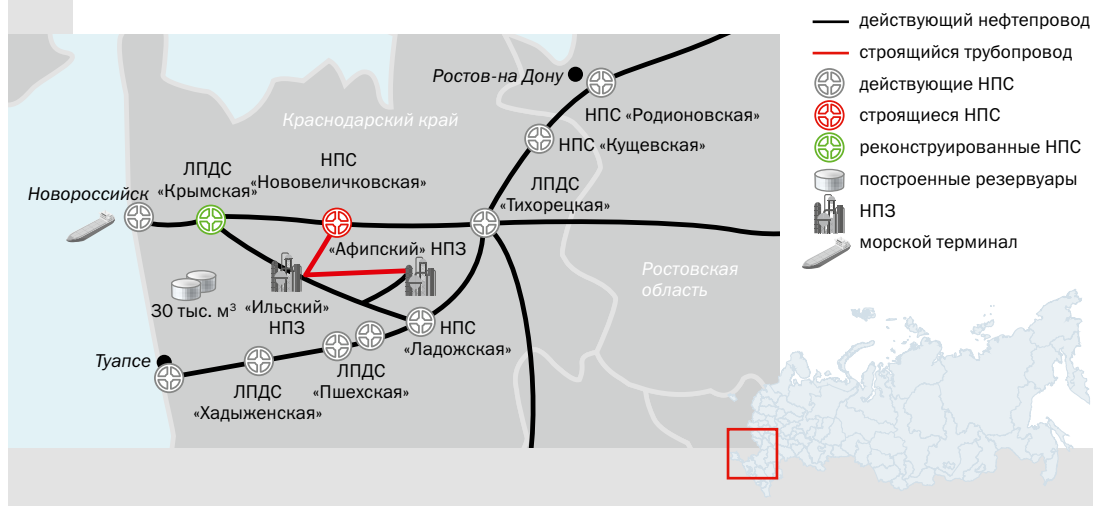 действующий нефтепровод
строящийся трубопровод
действующие НПС
строящиеся НПС
реконструированные НПС
построенные резервуары
НПЗ
морской терминал
Ростов-на Дону
НПС «Родионовская»
Краснодарский край
НПС «Кущевская»
ЛПДС
«Крымская»
НПС
«Нововеличковская»
ЛПДС
«Тихорецкая»
Новороссийск
«Афипский» НПЗ
Ростовская
область
30 тыс. м³
«Ильский»
НПЗ
НПС
«Ладожская»
Туапсе
ЛПДС
«Пшехская»
ЛПДС
«Хадыженская»